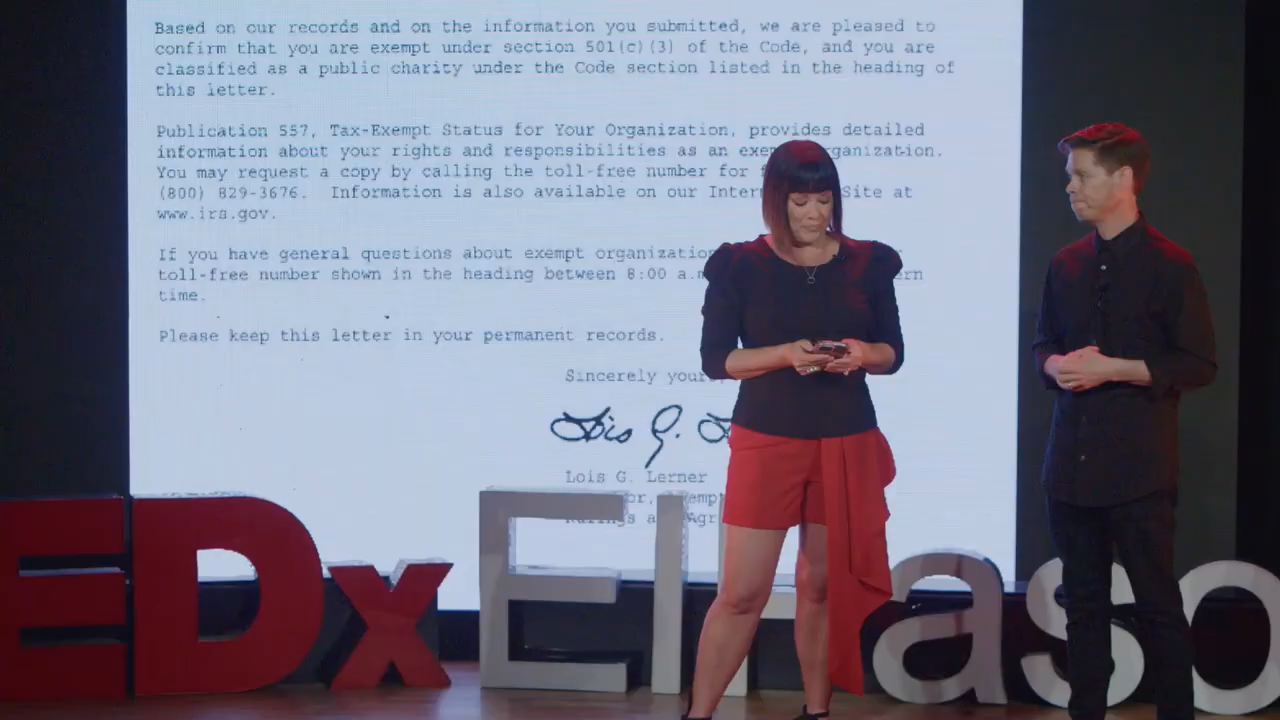 Based on our records and on the information you submitted, we are pleased to
confirm that you are exempt under section 501(c)(3) of the Code, and you are
classified as a public charity under the Code section listed in the heading of
this letter.
Publication 557, Tax-Exempt Status for Your Organization, provides detailed
information about your rights and responsibilities as an
You may request a copy by calling the toll-free number for
(800) 829-3676. Information is also available on our Site at
www.irs.gov.
If you have general questions about exempt
toll-free number shown in the heading between 8:00
time.
Please keep this letter in your permanent records.
Sincerely
Lois G.
Lois G. Lerner
EDx El Paso